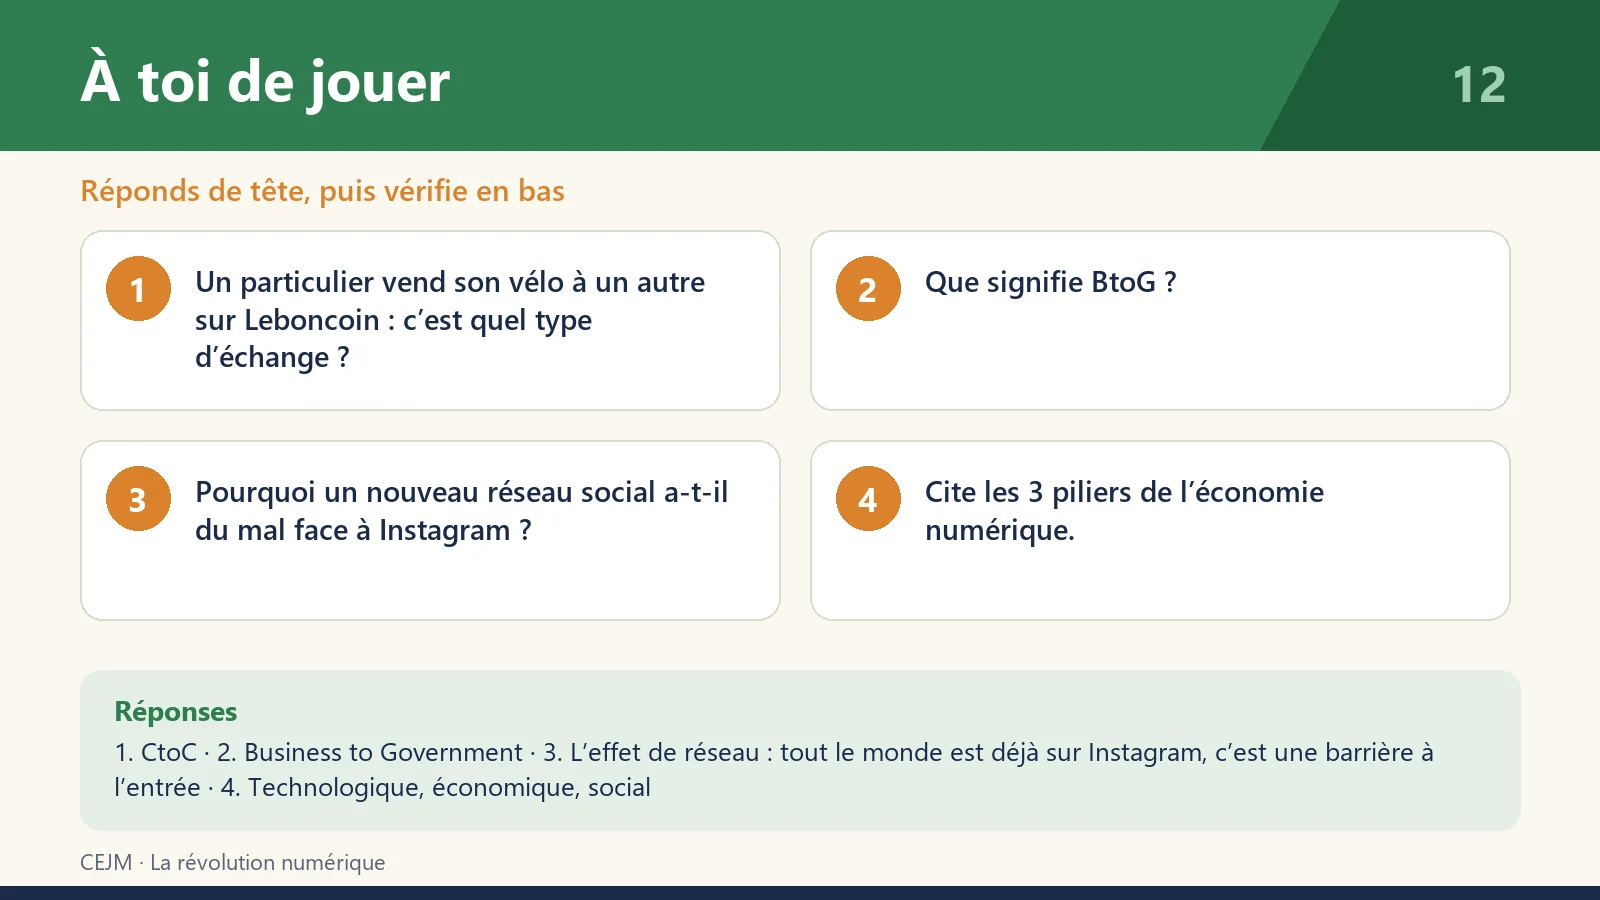 À toi de jouer
12
Réponds de tête, puis vérifie en bas
1
Un particulier vend son vélo à un autre
sur Leboncoin : c’est quel type
d’échange ?
2
Que signifie BtoG ?
3
Pourquoi un nouveau réseau social a-t-il
du mal face à Instagram ?
4
Cite les 3 piliers de l’économie
numérique.
Réponses
1. CtoC · 2. Business to Government · 3. L’effet de réseau : tout le monde est déjà sur Instagram, c’est une barrière à
l’entrée · 4. Technologique, économique, social
CEJM · La révolution numérique